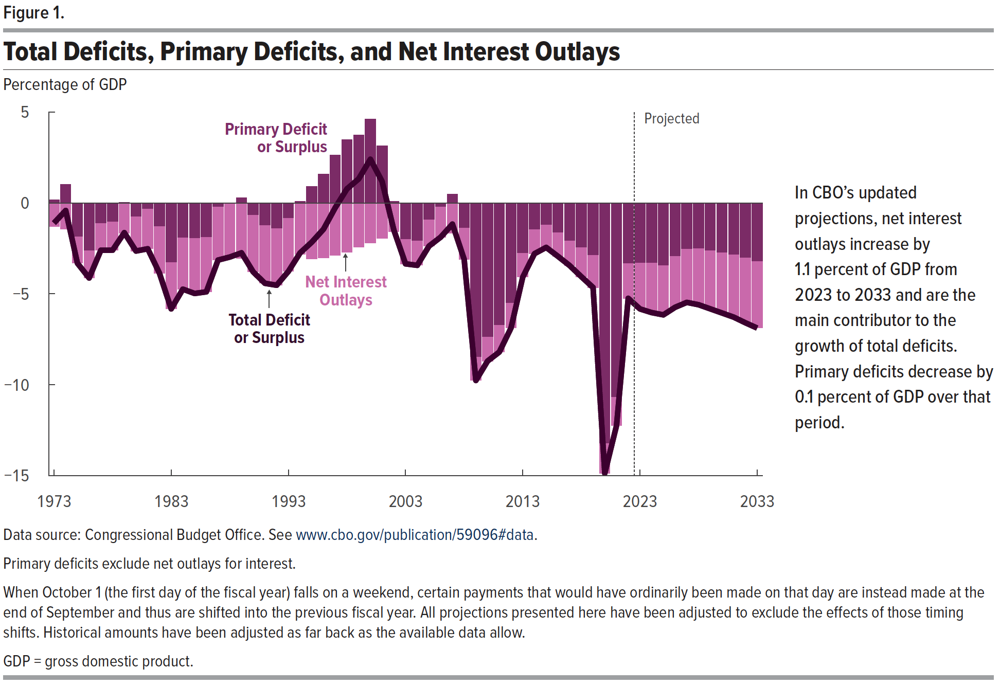 Figure 1.
Total Deficits, Primary Deficits, and Net Interest Outlays
Percentage of GDP
5
0
−5
−10
−15
Primary Deficit
or Surplus
Projected
Net Interest
Outlays
Total Deficit
or Surplus
1973
1983
1993
2003
2013
2023
2033
In CBO’s updated
projections, net interest
outlays increase by
1.1 percent of GDP from
2023 to 2033 and are the
main contributor to the
growth of total deficits.
Primary deficits decrease by
0.1 percent of GDP over that
period.
Data source: Congressional Budget Office. See www.cbo.gov/publication/59096#data.
Primary deficits exclude net outlays for interest.
When October 1 (the first day of the fiscal year) falls on a weekend, certain payments that would have ordinarily been made on that day are instead made at the
end of September and thus are shifted into the previous fiscal year. All projections presented here have been adjusted to exclude the effects of those timing
shifts. Historical amounts have been adjusted as far back as the available data allow.
GDP = gross domestic product.